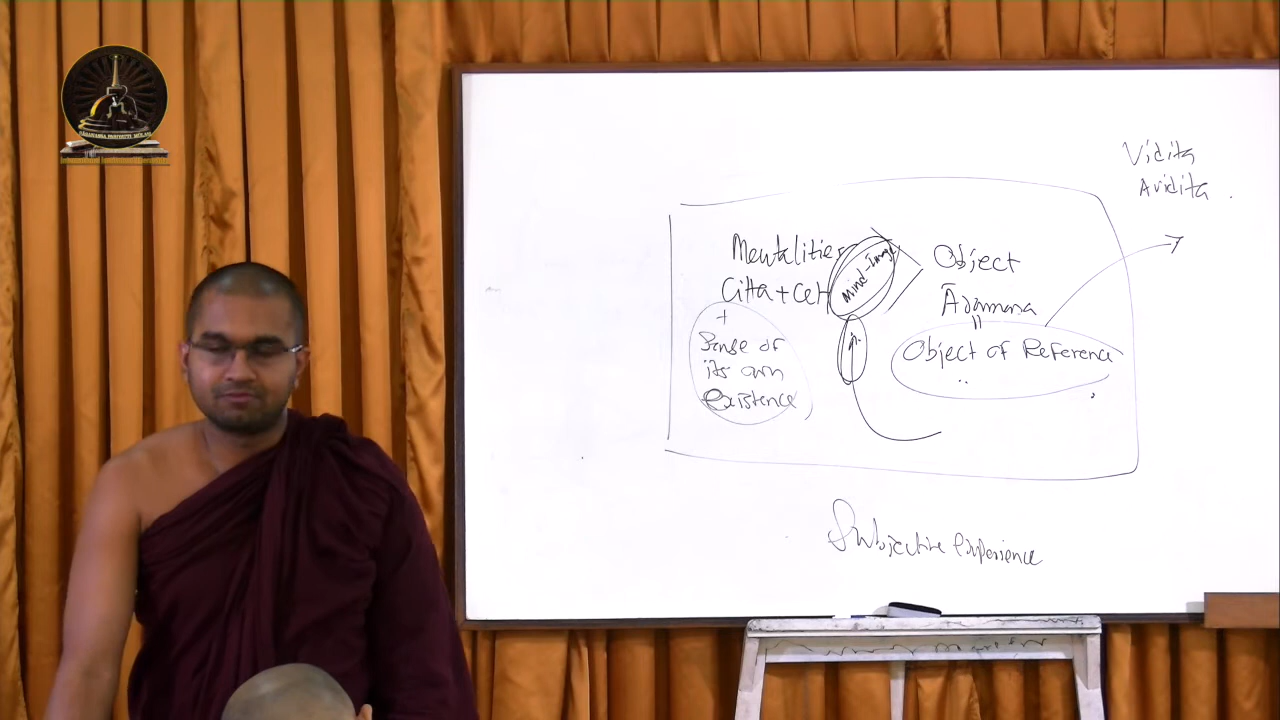 Vidita
Avidita
Mentalities
Citta + Cet
+
Sense of
its own
Existence
Mind-Image
Object
Ārammana
Object of Reference
Subjective Experience